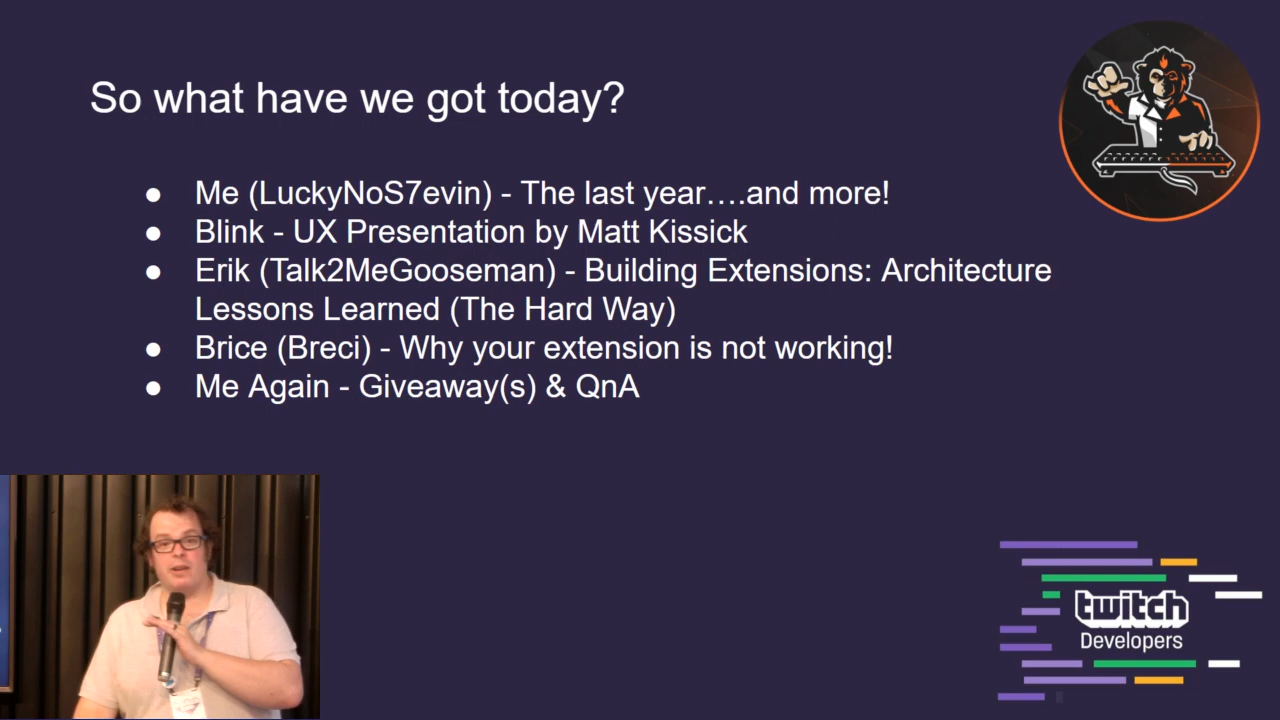 So what have we got today?
● Me (LuckyNoS7evin) - The last year….and more!
● Blink - UX Presentation by Matt Kissick
● Erik (Talk2MeGooseman) - Building Extensions: Architecture
Lessons Learned (The Hard Way)
● Brice (Breci) - Why your extension is not working!
● Me Again - Giveaway(s) & QnA
twitch
Developers